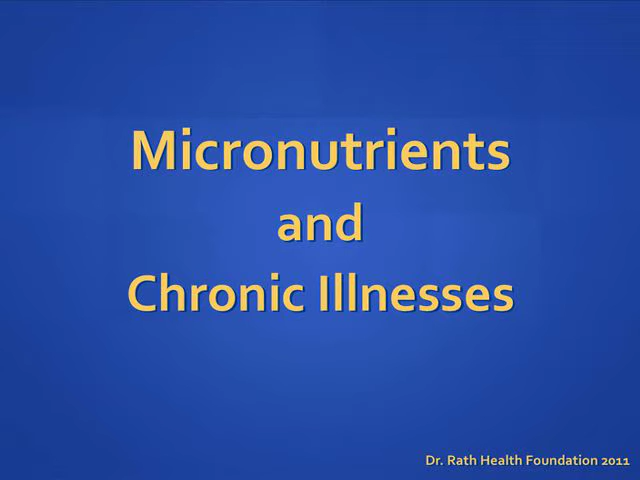 Micronutrients
and
Chronic Illnesses
Dr. Rath Health Foundation 2011